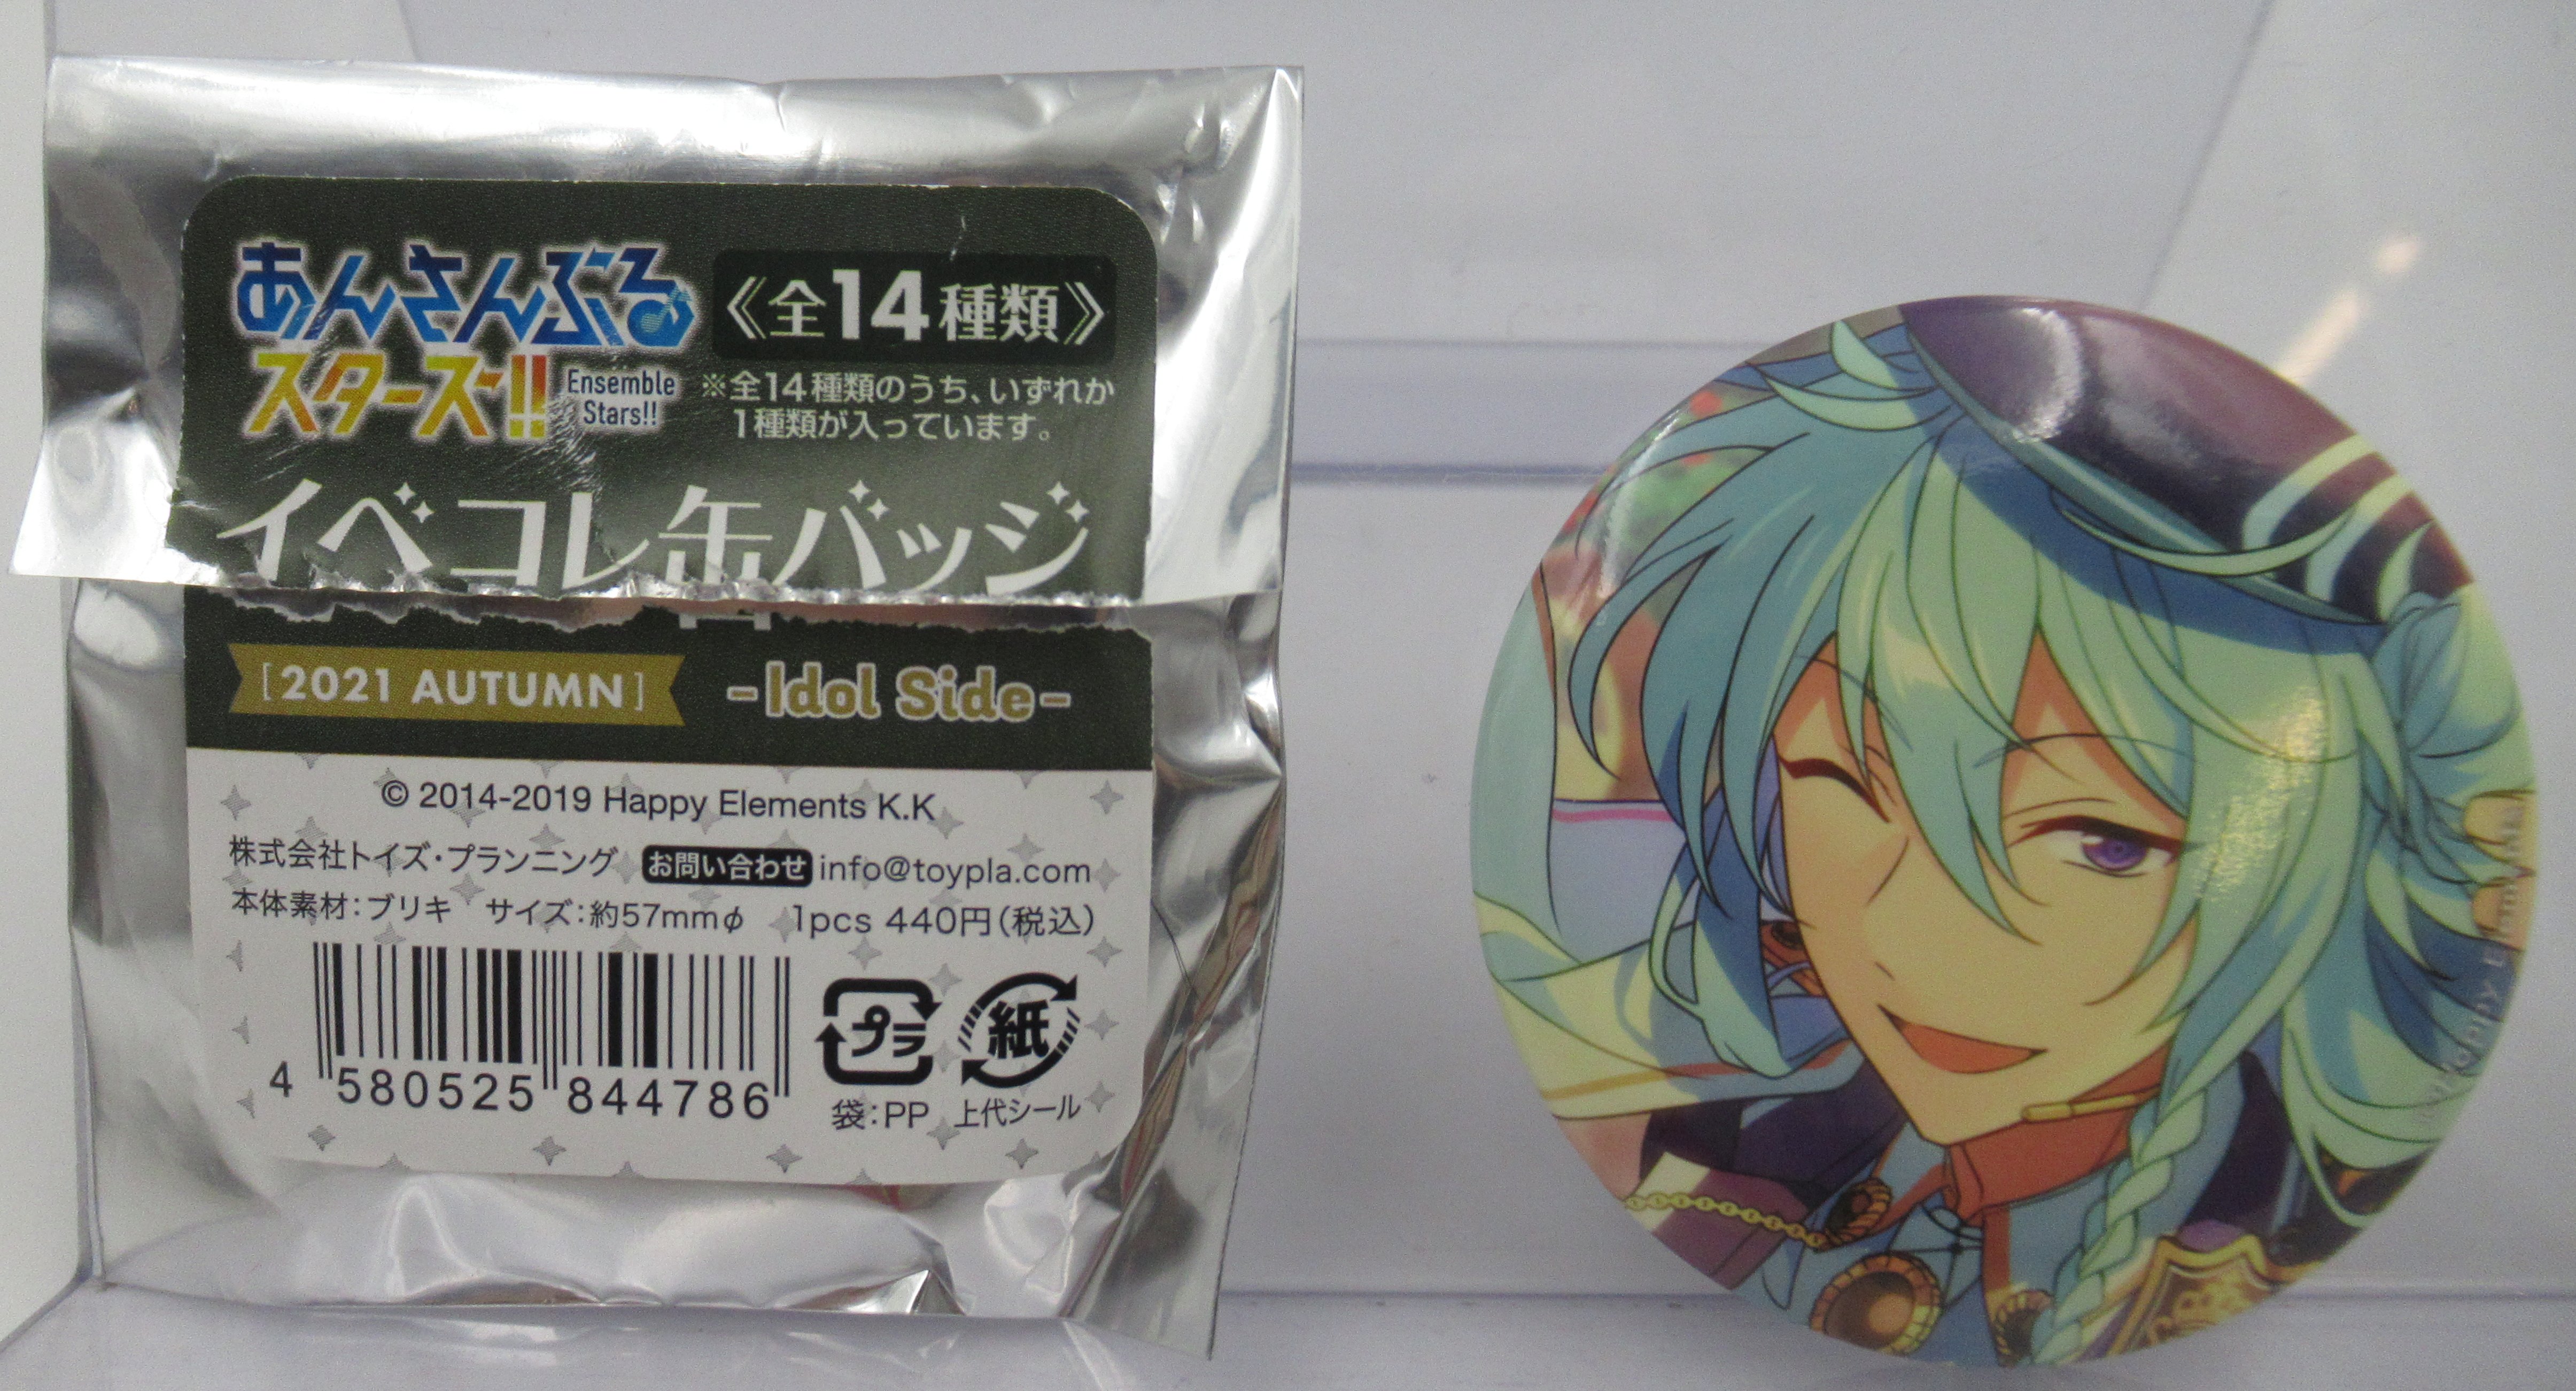 あんさんぶる
スターズ!!
Ensemble
Stars!!
《全14種類》
※全14種類のうち、いずれか
1種類が入っています。
イベコレ缶バッジ
[2021 AUTUMN]
-Idol Side-
© 2014-2019 Happy Elements K.K
株式会社トイズ・プランニング お問い合わせ info@toypla.com
本体素材:ブリキ サイズ:約57mmφ 1pcs 440円(税込)
4 580525 844786
プラ
紙
袋:PP 上代シール
Happy